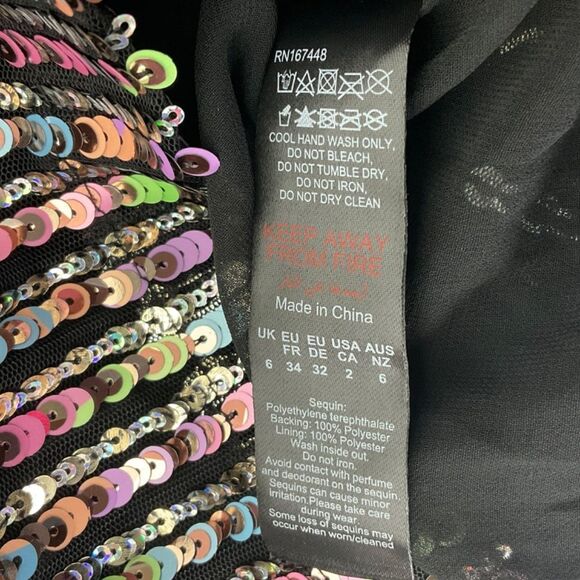 RN167448
COOL HAND WASH ONLY,
DO NOT BLEACH,
DO NOT TUMBLE DRY,
DO NOT IRON,
DO NOT DRY CLEAN
KEEP AWAY
FROM FIRE
Made in China
UK EU EU USA AUS
FR DE CA NZ
6 34 32 2 6
Sequin:
Polyethylene terephthalate
Backing: 100% Polyester
Lining: 100% Polyester
Wash inside out.
Do not iron.
Avoid contact with perfume
and deodorant on the sequin.
Sequins can cause minor
Irritation.Please take care
during wear.
Some loss of sequins may
occur when worn/cleaned